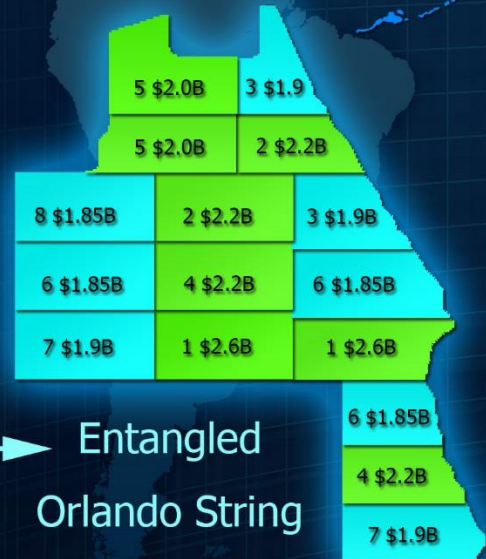 5 $2.0B 3 $1.9
5 $2.0B 2 $2.2B
8 $1.85B 2 $2.2B 3 $1.9B
6 $1.85B 4 $2.2B 6 $1.85B
7 $1.9B 1 $2.6B 1 $2.6B
6 $1.85B
4 $2.2B
7 $1.9B
Entangled
Orlando String